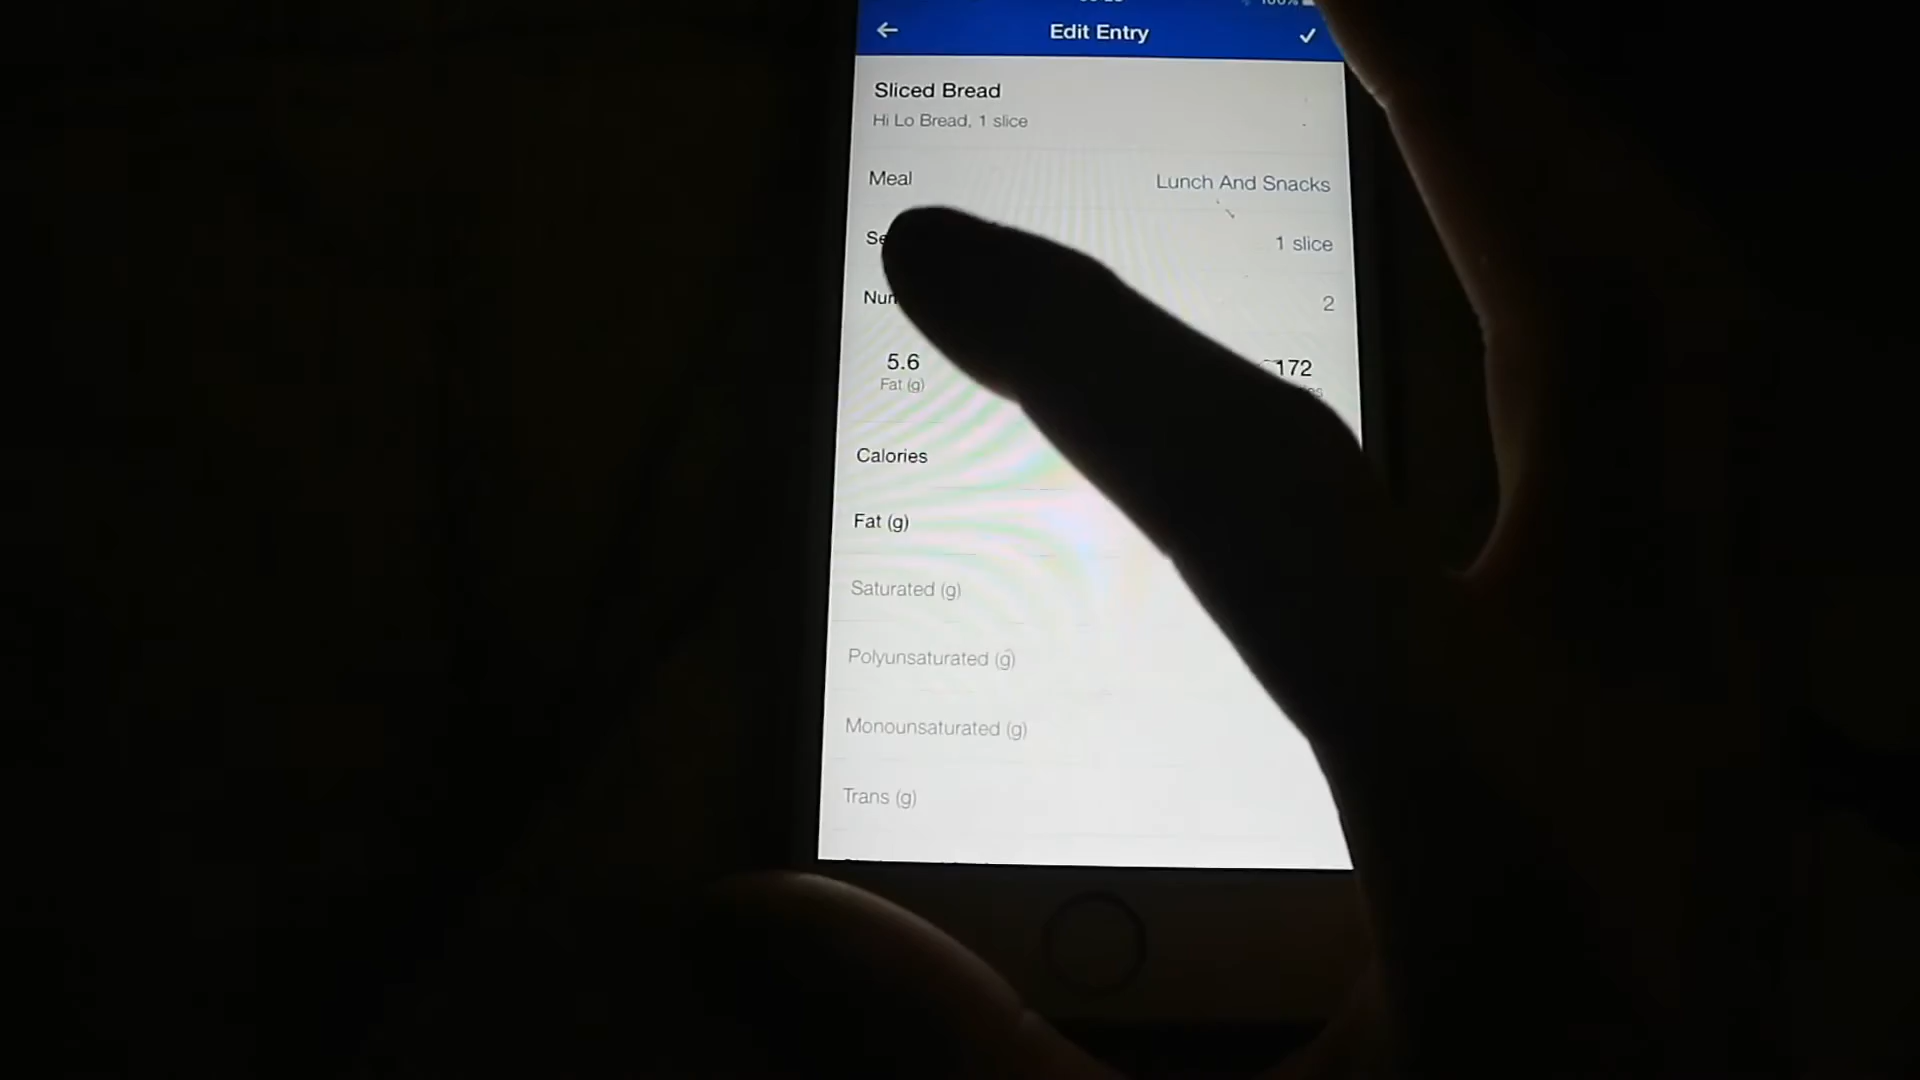 Edit Entry
Sliced Bread
Hi Lo Bread, 1 slice
Meal Lunch And Snacks
1 slice
2
5.6 172
Fat (g)
Calories
Fat (g)
Saturated (g)
Polyunsaturated (g)
Monounsaturated (g)
Trans (g)